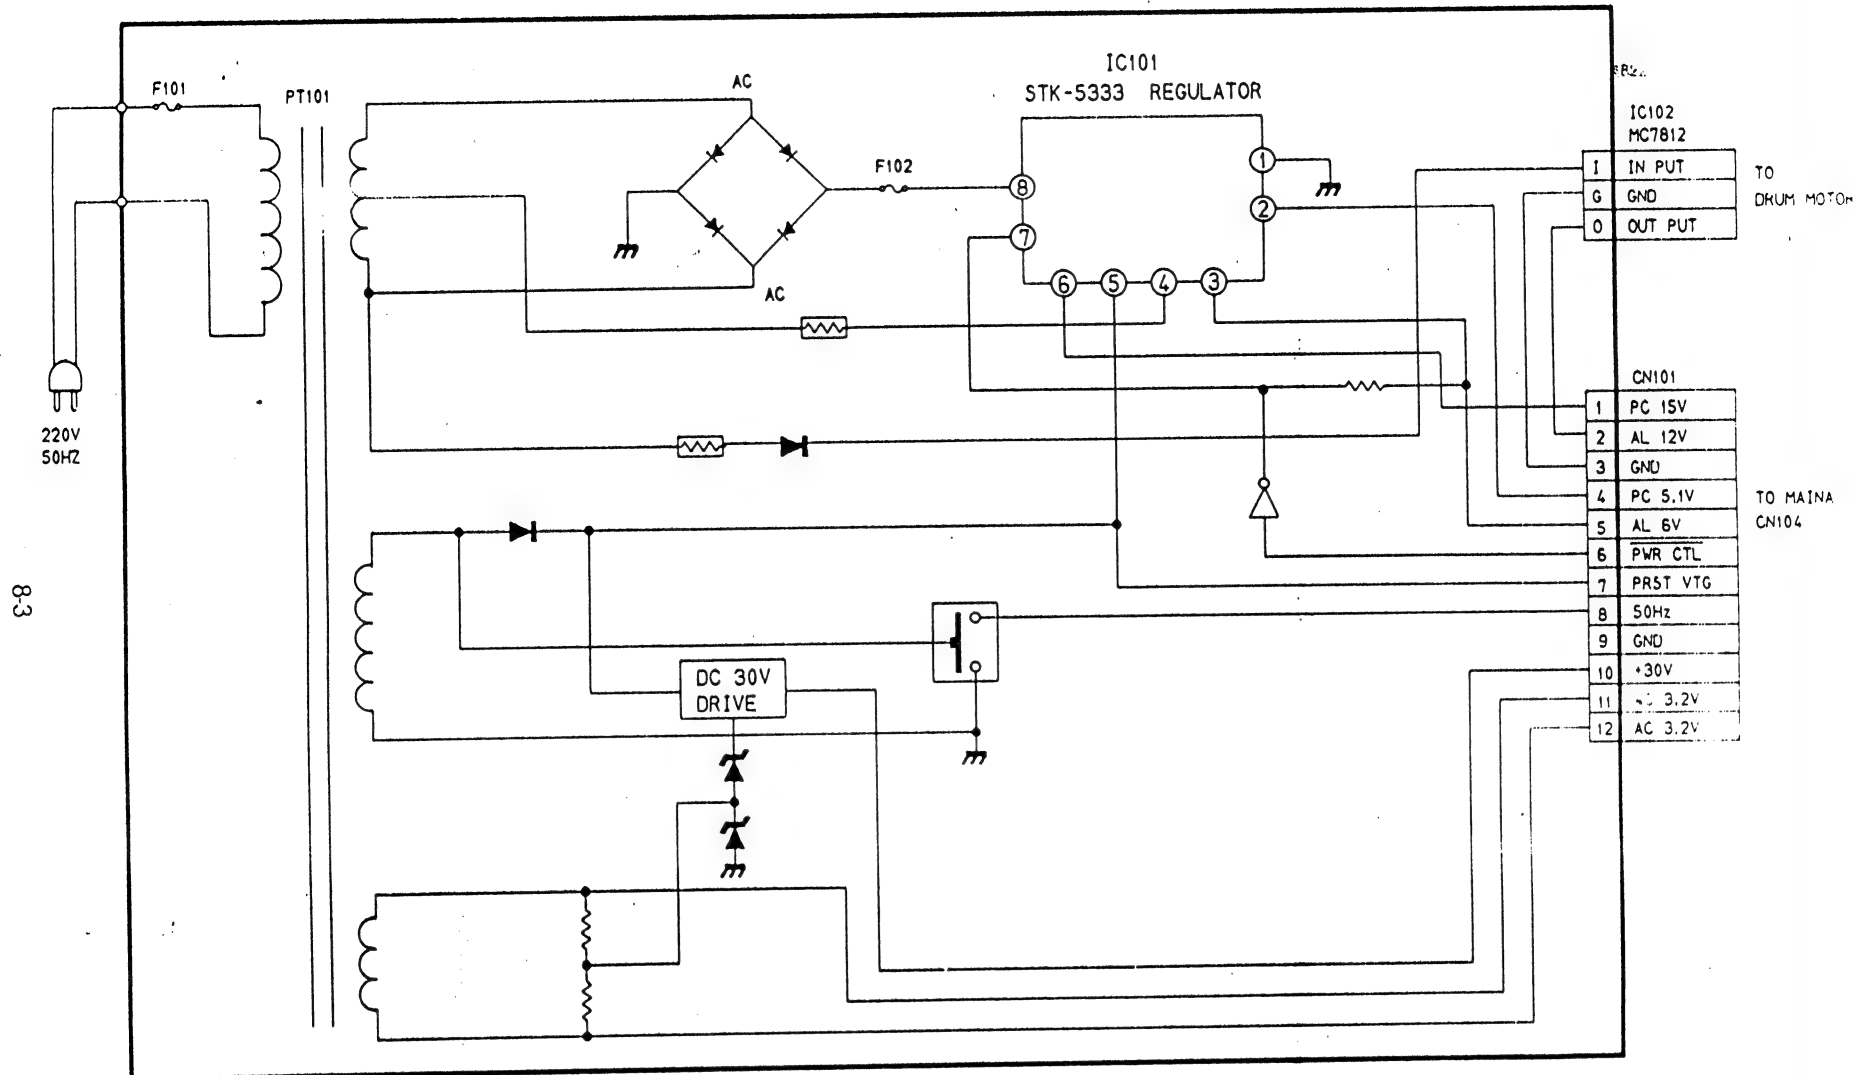 IC101
STK-5333 REGULATOR
F101
PT101
AC
F102
AC
8
7
6
5
4
3
2
1
220V
50HZ
IC102
MC7812
I IN PUT
G GND
O OUT PUT
TO
DRUM MOTOR
CN101
1 PC 15V
2 AL 12V
3 GND
4 PC 5.1V
5 AL 6V
6 PWR CTL
7 PRST VTG
8 50Hz
9 GND
10 +30V
11 3.2V
12 AC 3.2V
TO MAINA
CN104
DC 30V
DRIVE
8-3